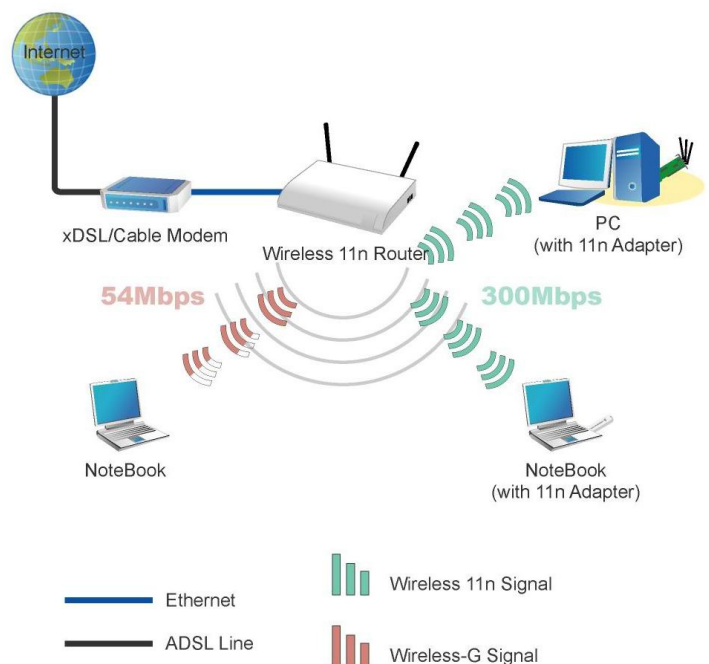 Internet
xDSL/Cable Modem
Wireless 11n Router
PC
(with 11n Adapter)
54Mbps
300Mbps
NoteBook
NoteBook
(with 11n Adapter)
Ethernet
Wireless 11n Signal
ADSL Line
Wireless-G Signal